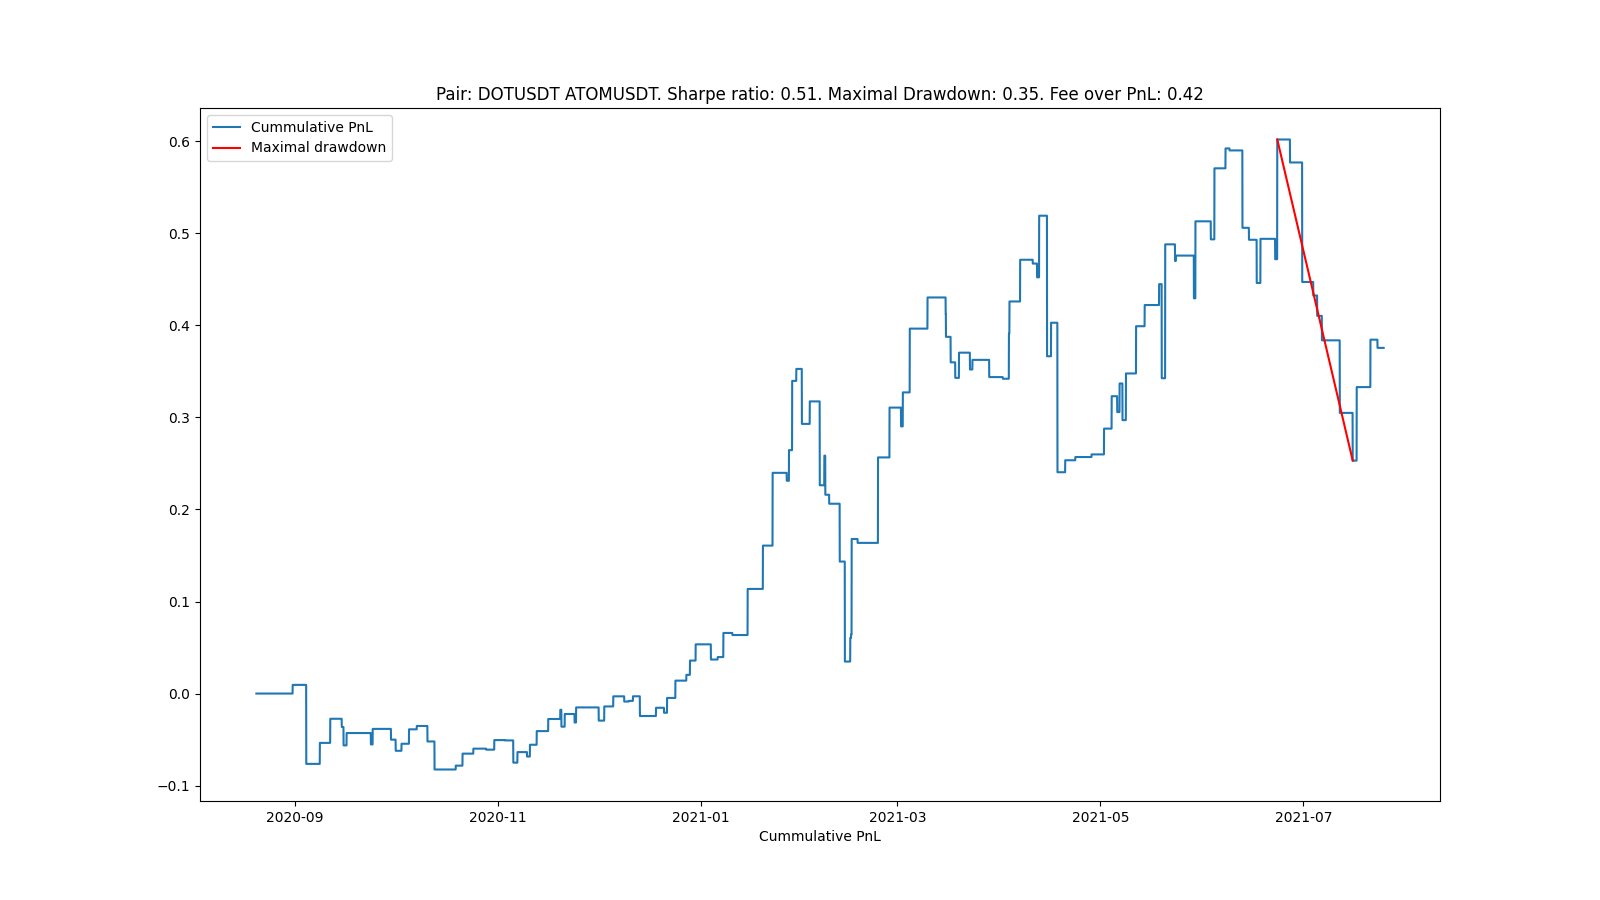 Pair: DOTUSDT ATOMUSDT. Sharpe ratio: 0.51. Maximal Drawdown: 0.35. Fee over PnL: 0.42
Cummulative PnL
Maximal drawdown
0.6
0.5
0.4
0.3
0.2
0.1
0.0
−0.1
2020-09 2020-11 2021-01 2021-03 2021-05 2021-07
Cummulative PnL